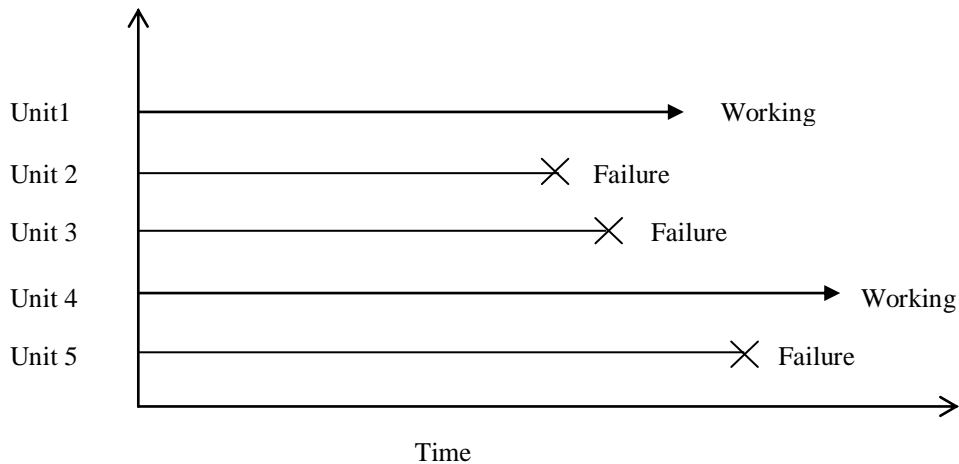 Unit1
Working
Unit 2
Failure
Unit 3
Failure
Unit 4
Working
Unit 5
Failure
Time